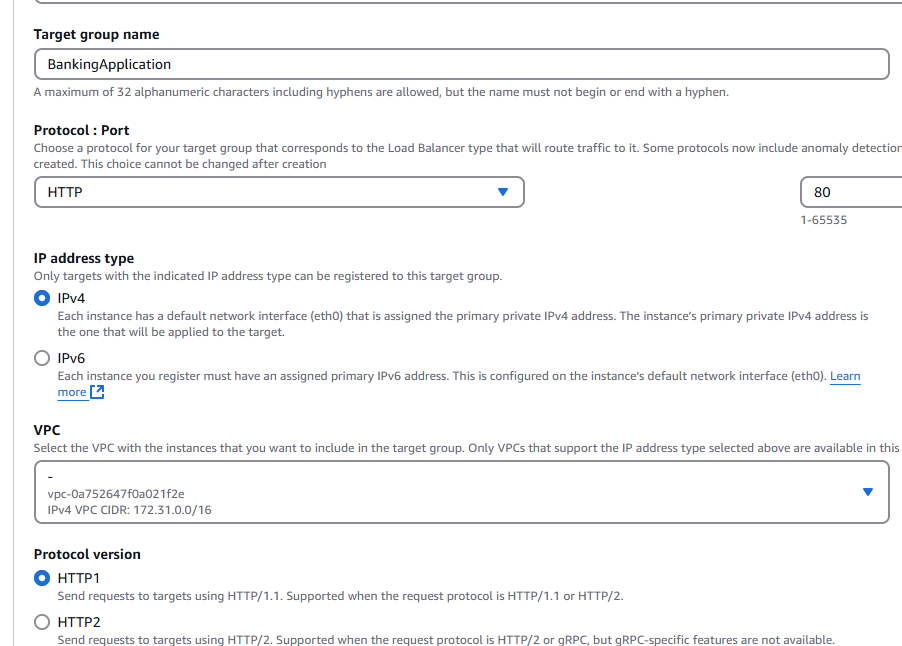 Target group name
BankingApplication
A maximum of 32 alphanumeric characters including hyphens are allowed, but the name must not begin or end with a hyphen.
Protocol : Port
Choose a protocol for your target group that corresponds to the Load Balancer type that will route traffic to it. Some protocols now include anomaly detection
created. This choice cannot be changed after creation
HTTP
80
1-65535
IP address type
Only targets with the indicated IP address type can be registered to this target group.
IPv4
Each instance has a default network interface (eth0) that is assigned the primary private IPv4 address. The instance's primary private IPv4 address is
the one that will be applied to the target.
IPv6
Each instance you register must have an assigned primary IPv6 address. This is configured on the instance's default network interface (eth0). Learn
more
VPC
Select the VPC with the instances that you want to include in the target group. Only VPCs that support the IP address type selected above are available in this
-
vpc-0a752647f0a021f2e
IPv4 VPC CIDR: 172.31.0.0/16
Protocol version
HTTP1
Send requests to targets using HTTP/1.1. Supported when the request protocol is HTTP/1.1 or HTTP/2.
HTTP2
Send requests to targets using HTTP/2. Supported when the request protocol is HTTP/2 or gRPC, but gRPC-specific features are not available.